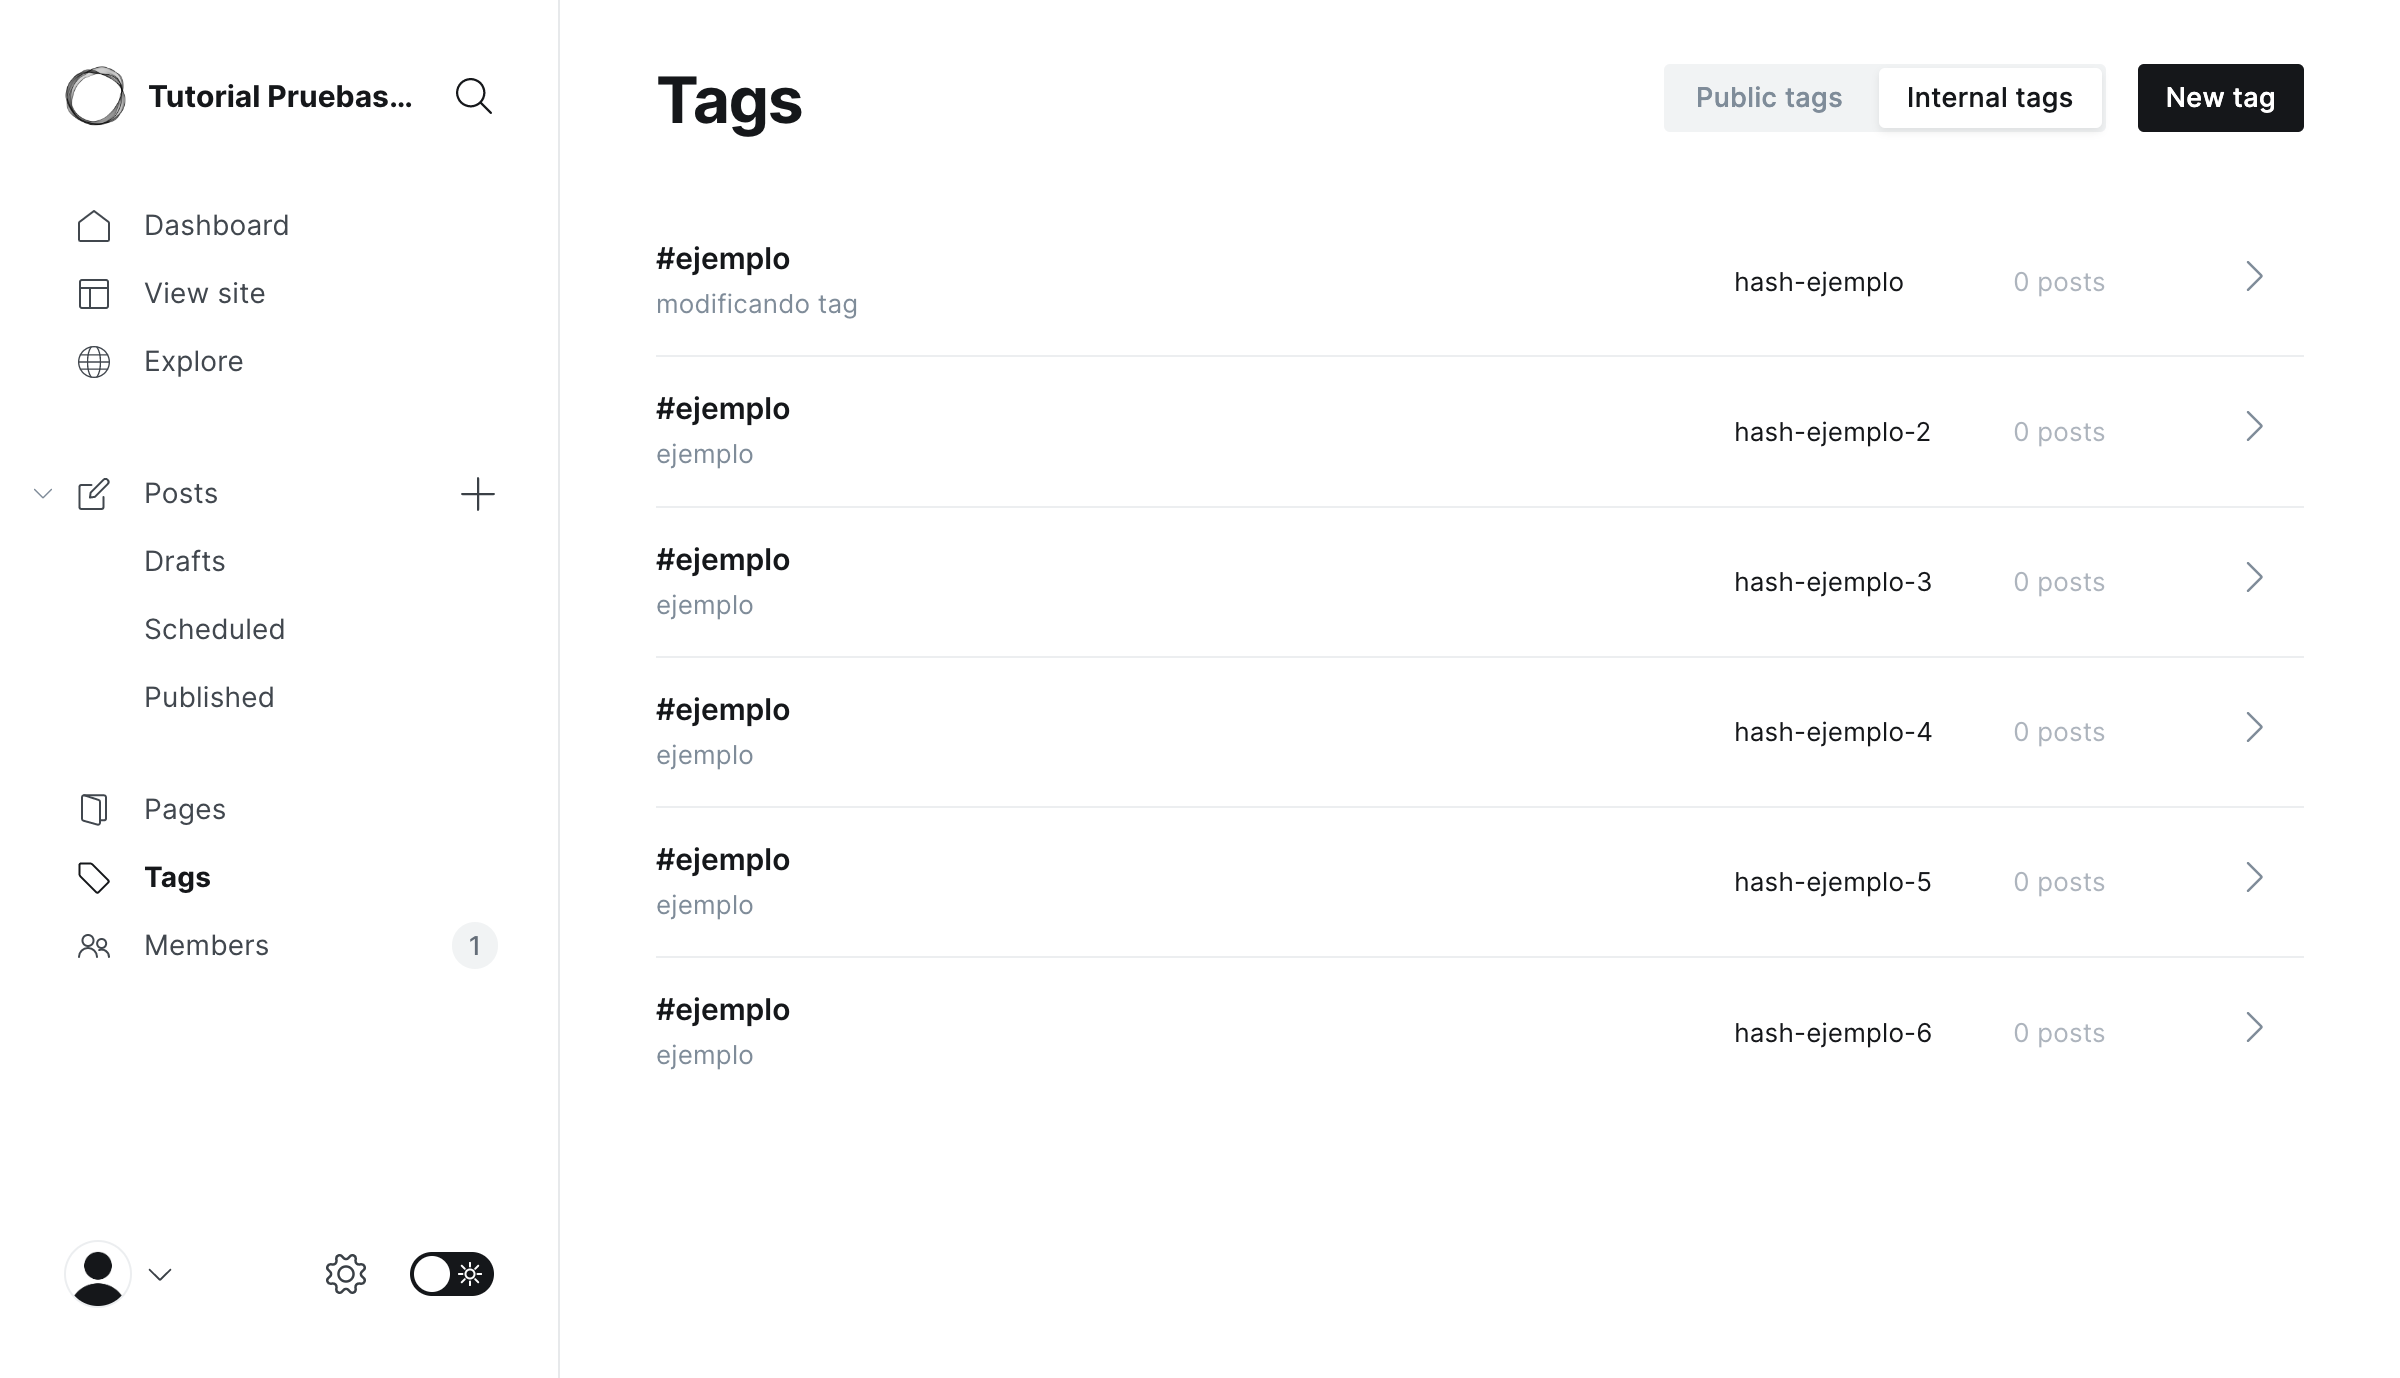 Tutorial Pruebas...
Dashboard
View site
Explore
Posts
Drafts
Scheduled
Published
Pages
Tags
Members 1
Tags
Public tags Internal tags New tag
#ejemplo
modificando tag
hash-ejemplo 0 posts
#ejemplo
ejemplo
hash-ejemplo-2 0 posts
#ejemplo
ejemplo
hash-ejemplo-3 0 posts
#ejemplo
ejemplo
hash-ejemplo-4 0 posts
#ejemplo
ejemplo
hash-ejemplo-5 0 posts
#ejemplo
ejemplo
hash-ejemplo-6 0 posts